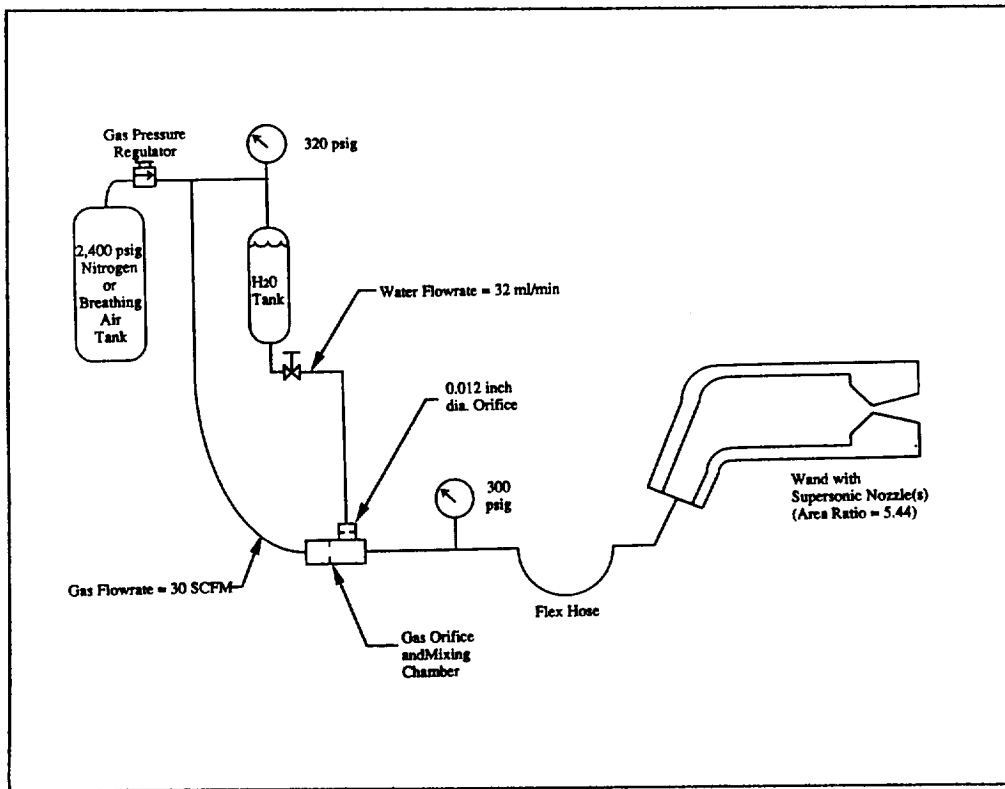 Gas Pressure
Regulator
320 psig
2,400 psig
Nitrogen
or
Breathing
Air
Tank
H20
Tank
Water Flowrate = 32 ml/min
0.012 inch
dia. Orifice
300
psig
Wand with
Supersonic Nozzle(s)
(Area Ratio = 5.44)
Gas Flowrate = 30 SCFM
Flex Hose
Gas Orifice
andMixing
Chamber